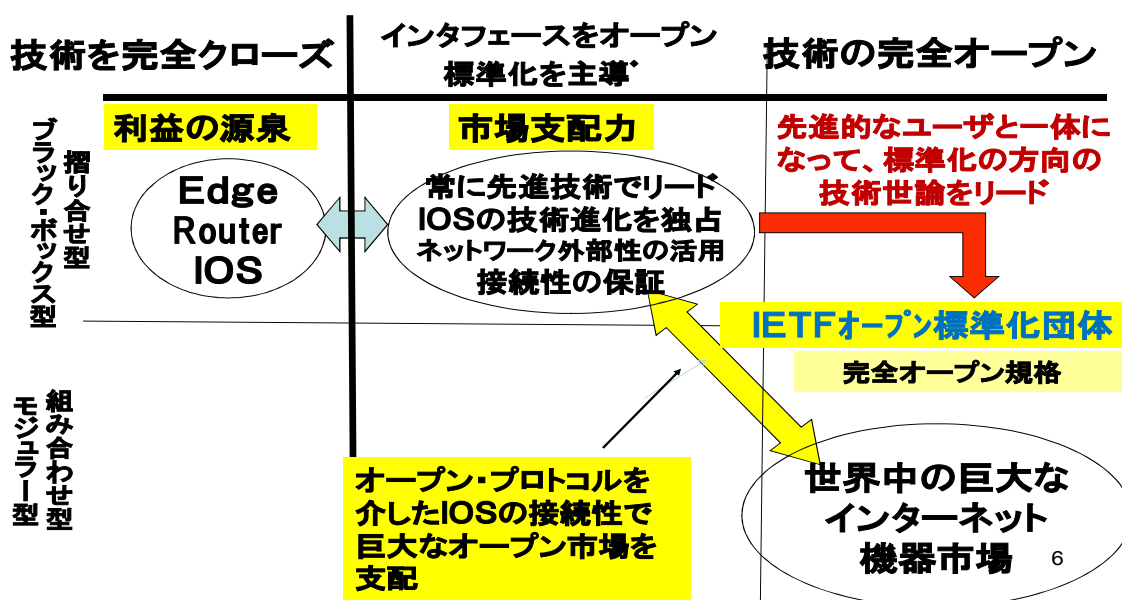 技術を完全クローズ
インタフェースをオープン
標準化を主導゛
技術の完全オープン
摺り合せ型
ブラック・ボックス型
利益の源泉
Edge
Router
IOS
市場支配力
常に先進技術でリード
IOSの技術進化を独占
ネットワーク外部性の活用
接続性の保証
先進的なユーザと一体に
なって、標準化の方向の
技術世論をリード
IETFオープン標準化団体
完全オープン規格
組み合わせ型
モジュラー型
オープン・プロトコルを
介したIOSの接続性で
巨大なオープン市場を
支配
世界中の巨大な
インターネット
機器市場
6